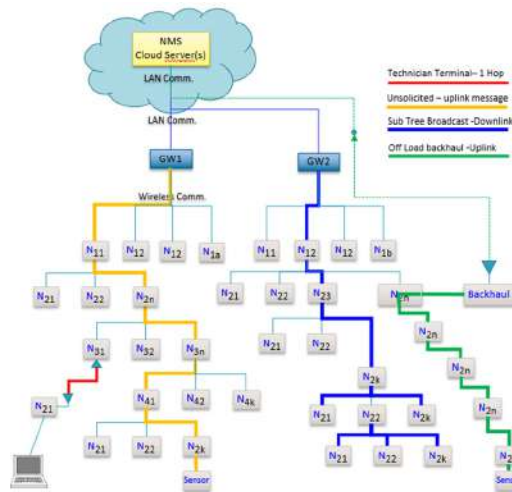 NMS
Cloud Server(s)
LAN Comm.
LAN Comm.
Technician Terminal– 1 Hop
Unsolicited – uplink message
Sub Tree Broadcast -Downlink
Off Load backhaul -Uplink
GW1
GW2
Wireless Comm.
N11 N12 N12 N1a N11 N12 N12 N1b
N21 N22 N2n N21 N22 N23 Backhaul
N2n
N31 N32 N3n N21 N22
N2n
N21 N41 N42 N4k N2k
N2n
N21 N22 N2k N21 N22 N2k
N21 N22 N2k
Sensor